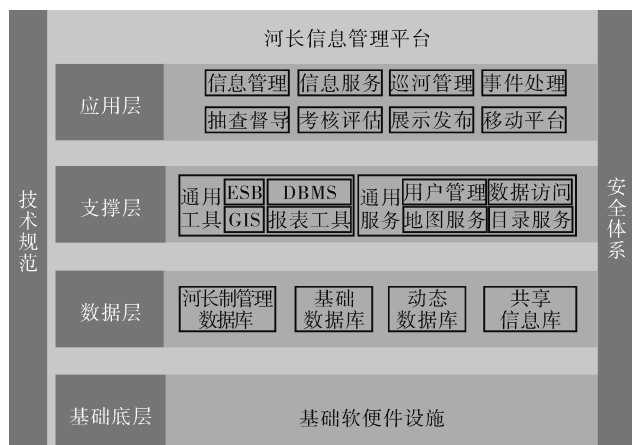 河长信息管理平台
应用层
信息管理 信息服务 巡河管理 事件处理
抽查督导 考核评估 展示发布 移动平台
技术规范
支撑层
通用工具
ESB DBMS
GIS 报表工具
通用服务
用户管理 数据访问
地图服务 目录服务
安全体系
数据层
河长制管理
数据库
基础
数据库
动态
数据库
共享
信息库
基础底层
基础软便件设施